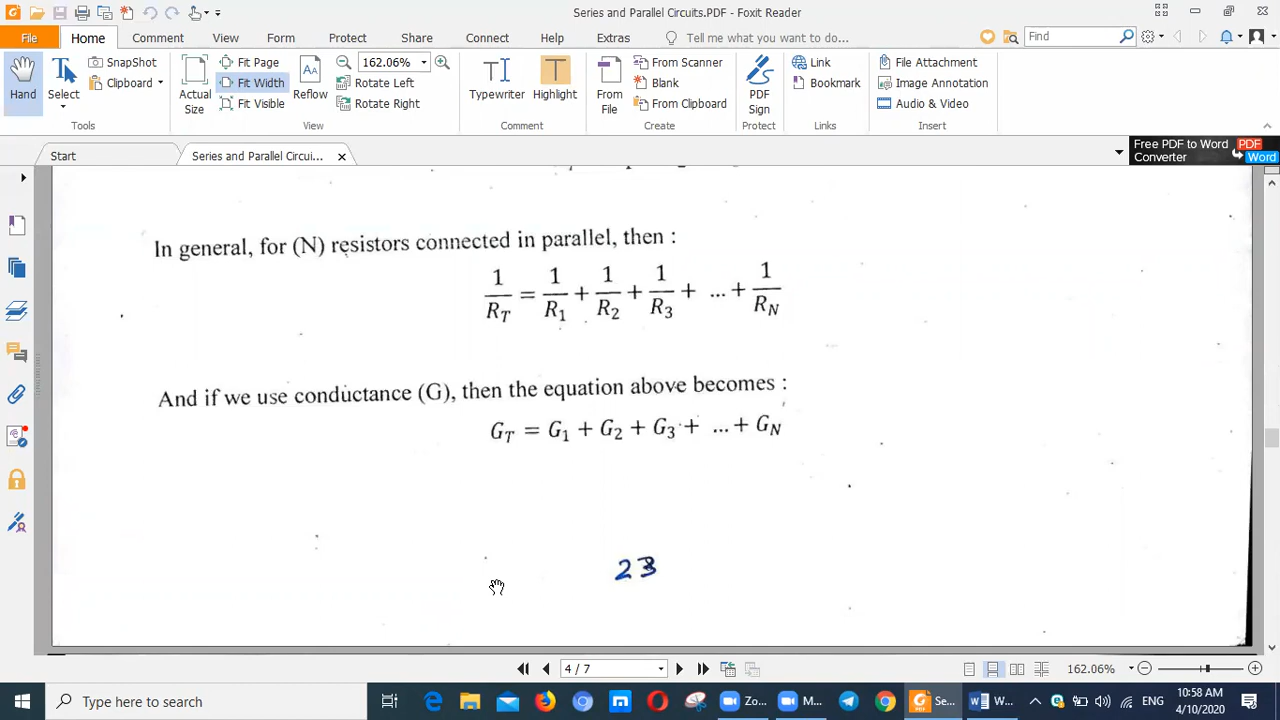 Series and Parallel Circuits.PDF - Foxit Reader
File Home Comment View Form Protect Share Connect Help Extras Tell me what you want to do... Find
Hand
Select
SnapShot
Clipboard
Tools
Actual Size
Fit Page
Fit Width
Fit Visible
Reflow
162.06%
Rotate Left
Rotate Right
View
Typewriter
Highlight
Comment
From File
From Scanner
Blank
From Clipboard
Create
PDF Sign
Protect
Link
Bookmark
Links
File Attachment
Image Annotation
Audio & Video
Insert
Start
Series and Parallel Circui...
Free PDF to Word Converter
PDF
Word
In general, for (N) resistors connected in parallel, then :
1/R_T = 1/R_1 + 1/R_2 + 1/R_3 + ... + 1/R_N
And if we use conductance (G), then the equation above becomes :
G_T = G_1 + G_2 + G_3 + ... + G_N
23
4 / 7
162.06%
Type here to search
Zo...
M...
Se...
W...
ENG
10:58 AM
4/10/2020